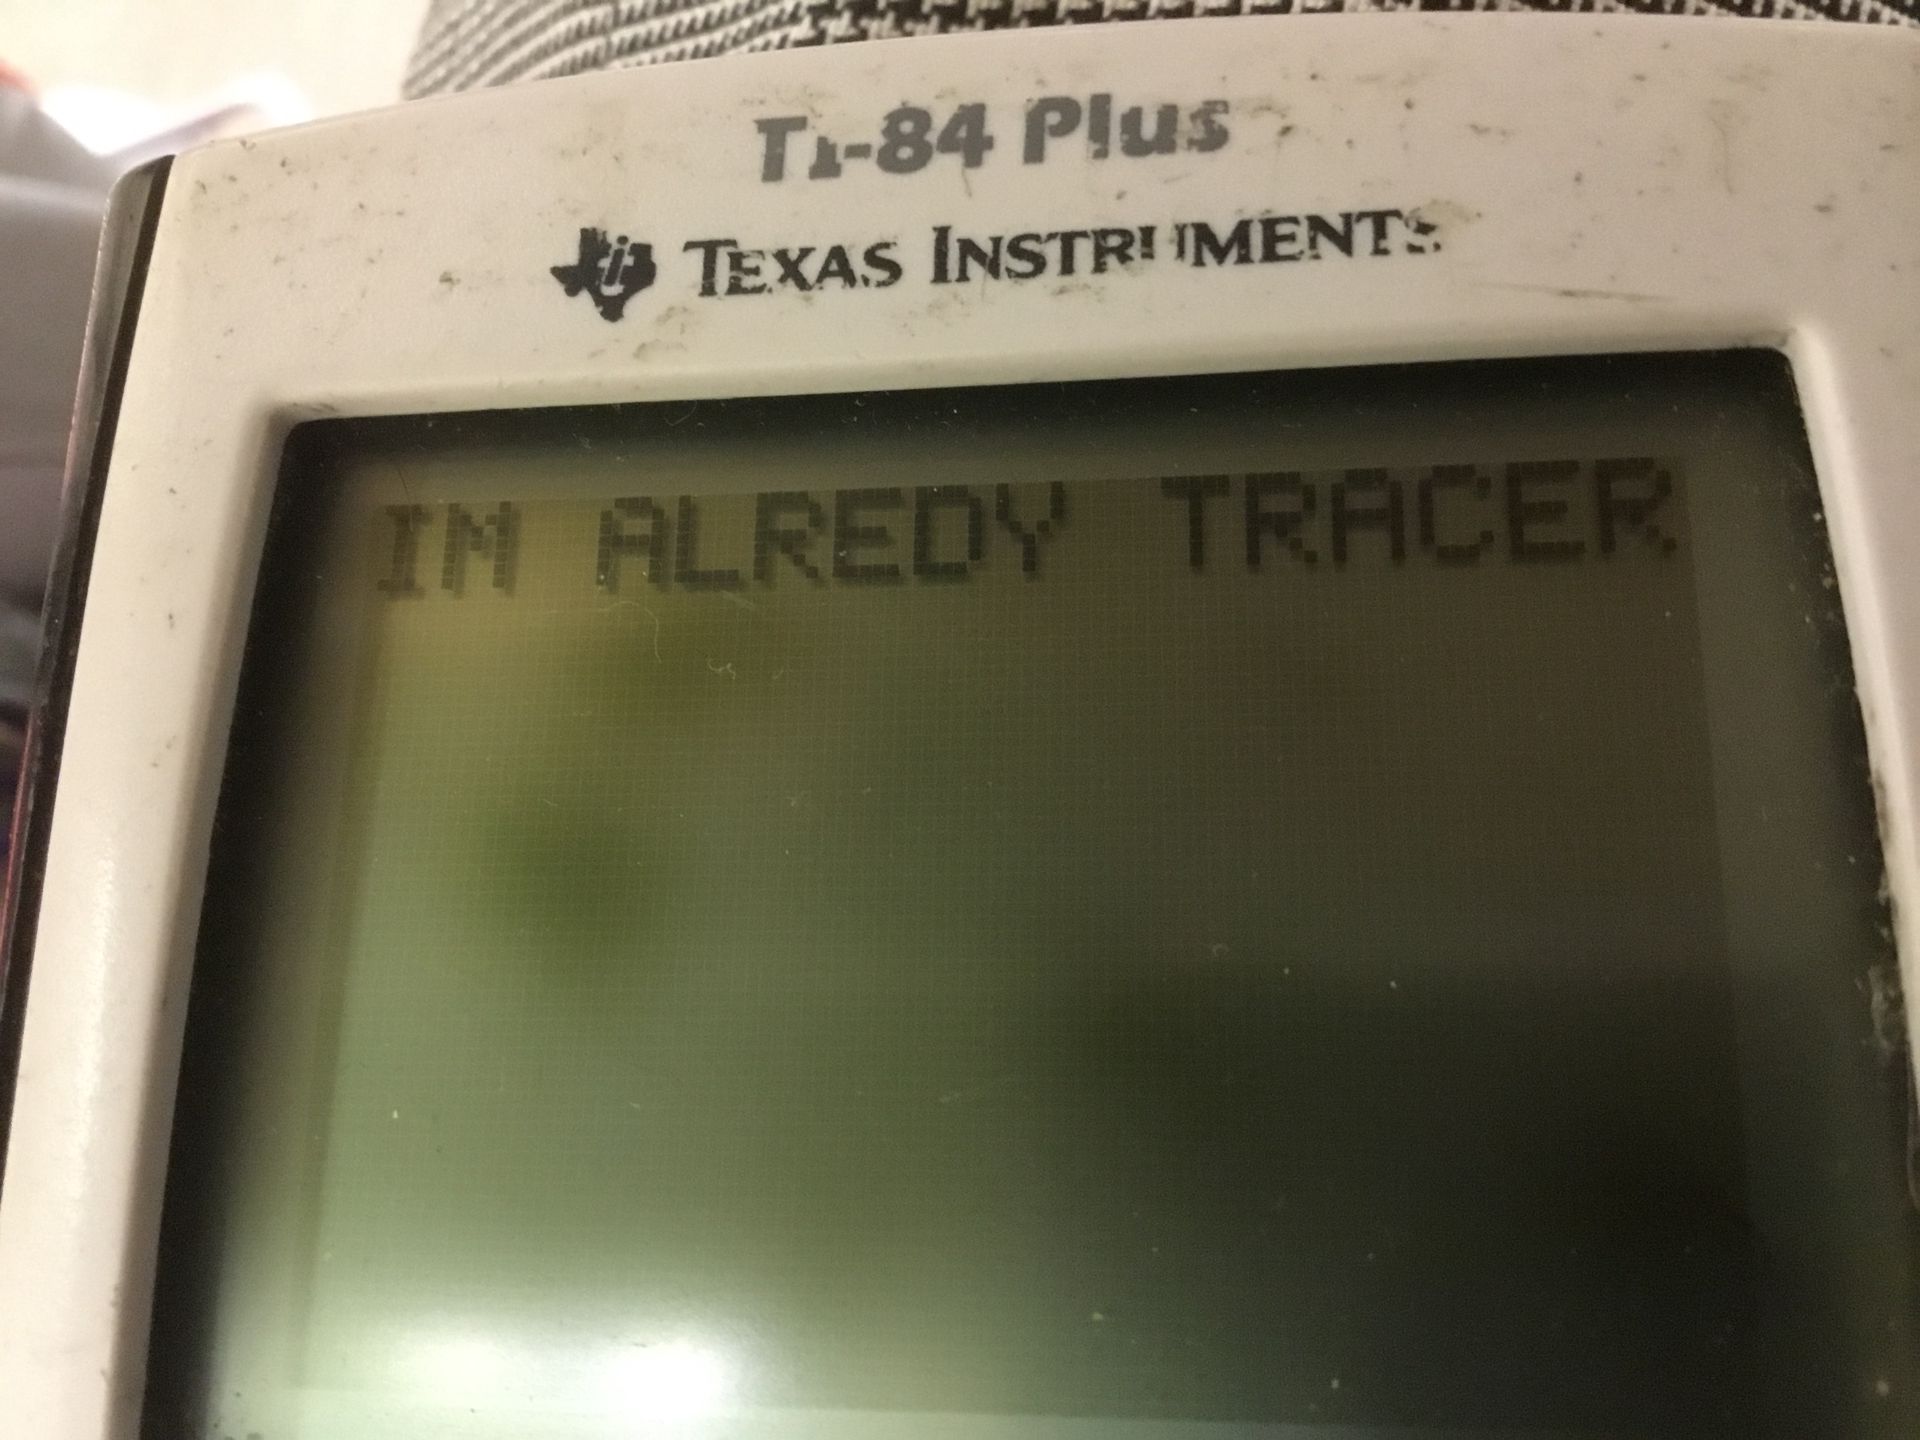 TI-84 Plus
TEXAS INSTRUMENTS
IM ALREDY TRACER